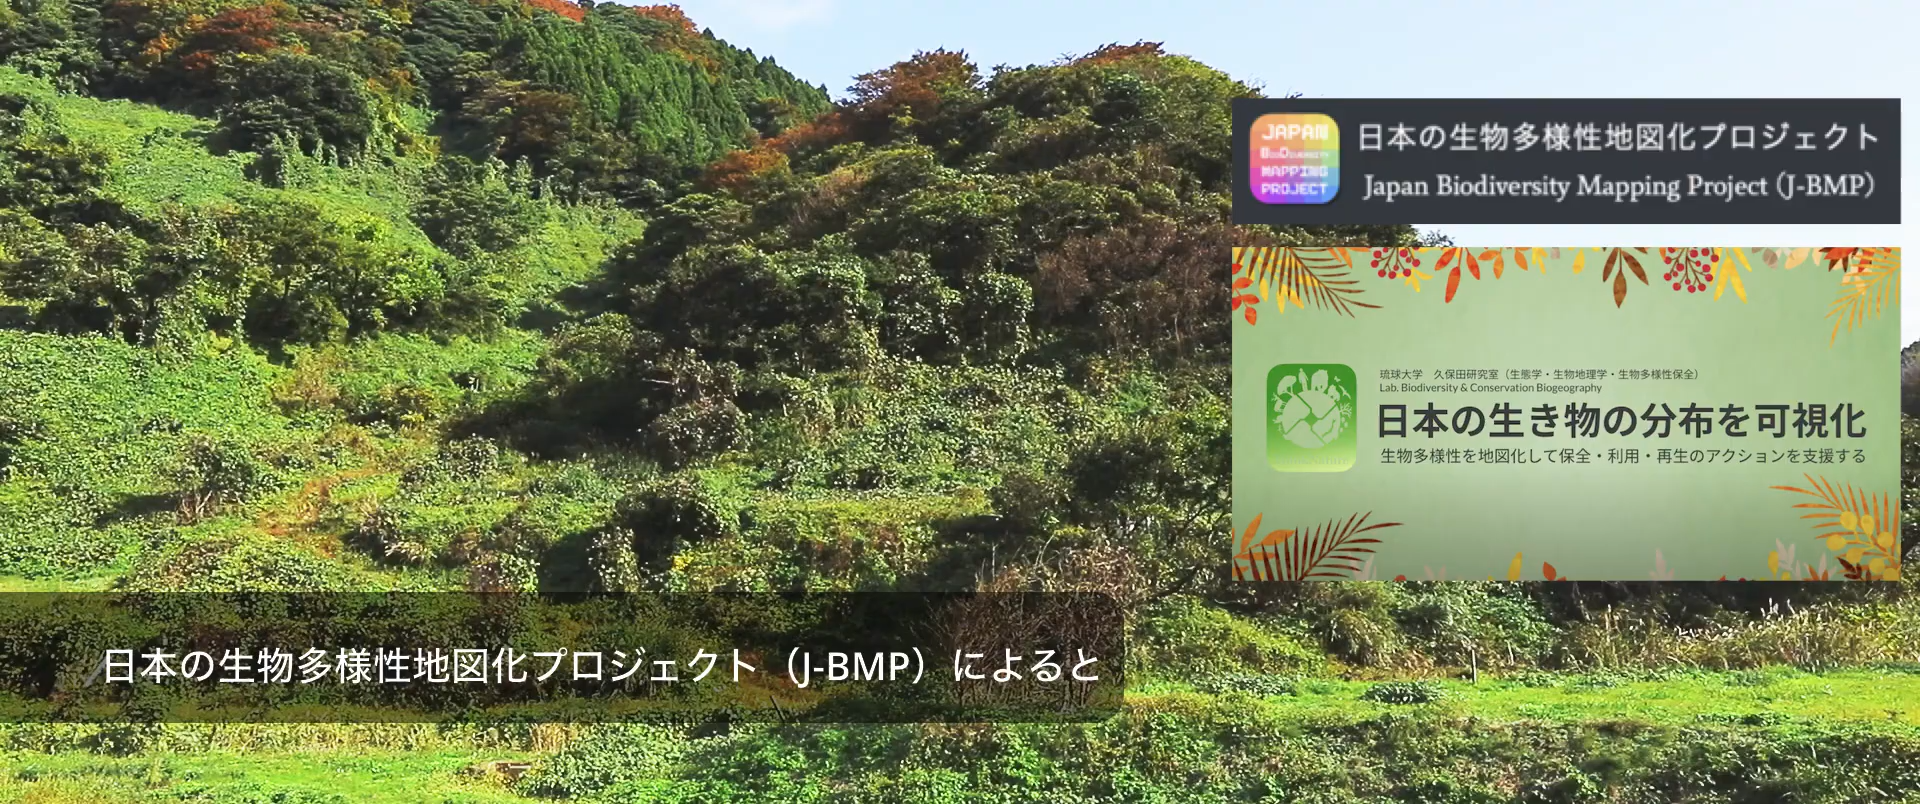 JAPAN
BIODIVERSITY
MAPPING
PROJECT
日本の生物多様性地図化プロジェクト
Japan Biodiversity Mapping Project (J-BMP)
琉球大学 久保田研究室（生態学・生物地理学・生物多様性保全）
Lab. Biodiversity & Conservation Biogeography
日本の生き物の分布を可視化
生物多様性を地図化して保全・利用・再生のアクションを支援する
日本の生物多様性地図化プロジェクト（J-BMP）によると